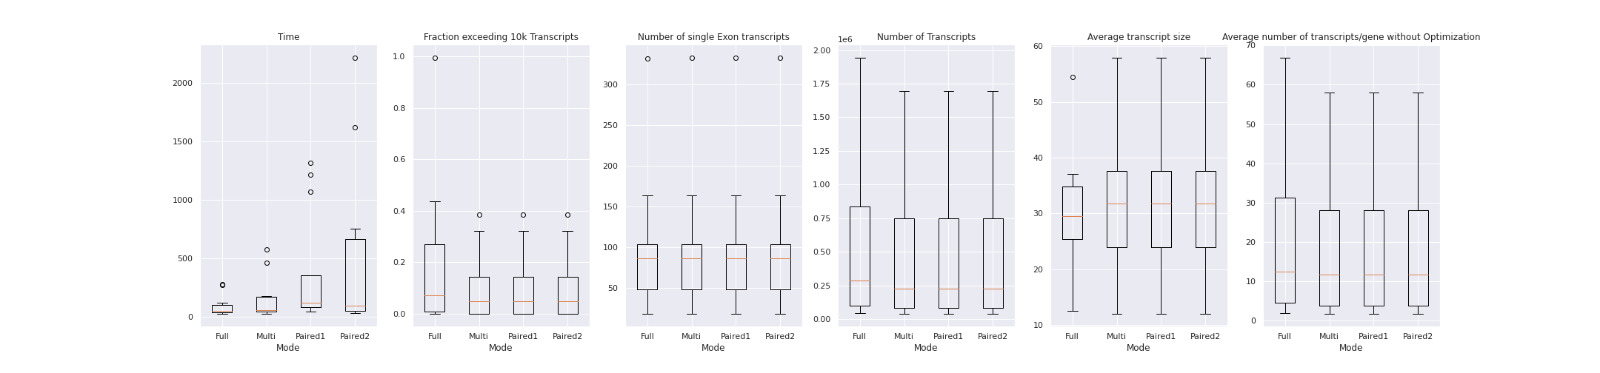 Time
2000
1500
1000
500
0
Full Multi Paired1 Paired2
Mode
Fraction exceeding 10k Transcripts
1.0
0.8
0.6
0.4
0.2
0.0
Full Multi Paired1 Paired2
Mode
Number of single Exon transcripts
300
250
200
150
100
50
Full Multi Paired1 Paired2
Mode
Number of Transcripts
1e6
2.00
1.75
1.50
1.25
1.00
0.75
0.50
0.25
0.00
Full Multi Paired1 Paired2
Mode
Average transcript size
60
50
40
30
20
10
Full Multi Paired1 Paired2
Mode
Average number of transcripts/gene without Optimization
70
60
50
40
30
20
10
0
Full Multi Paired1 Paired2
Mode